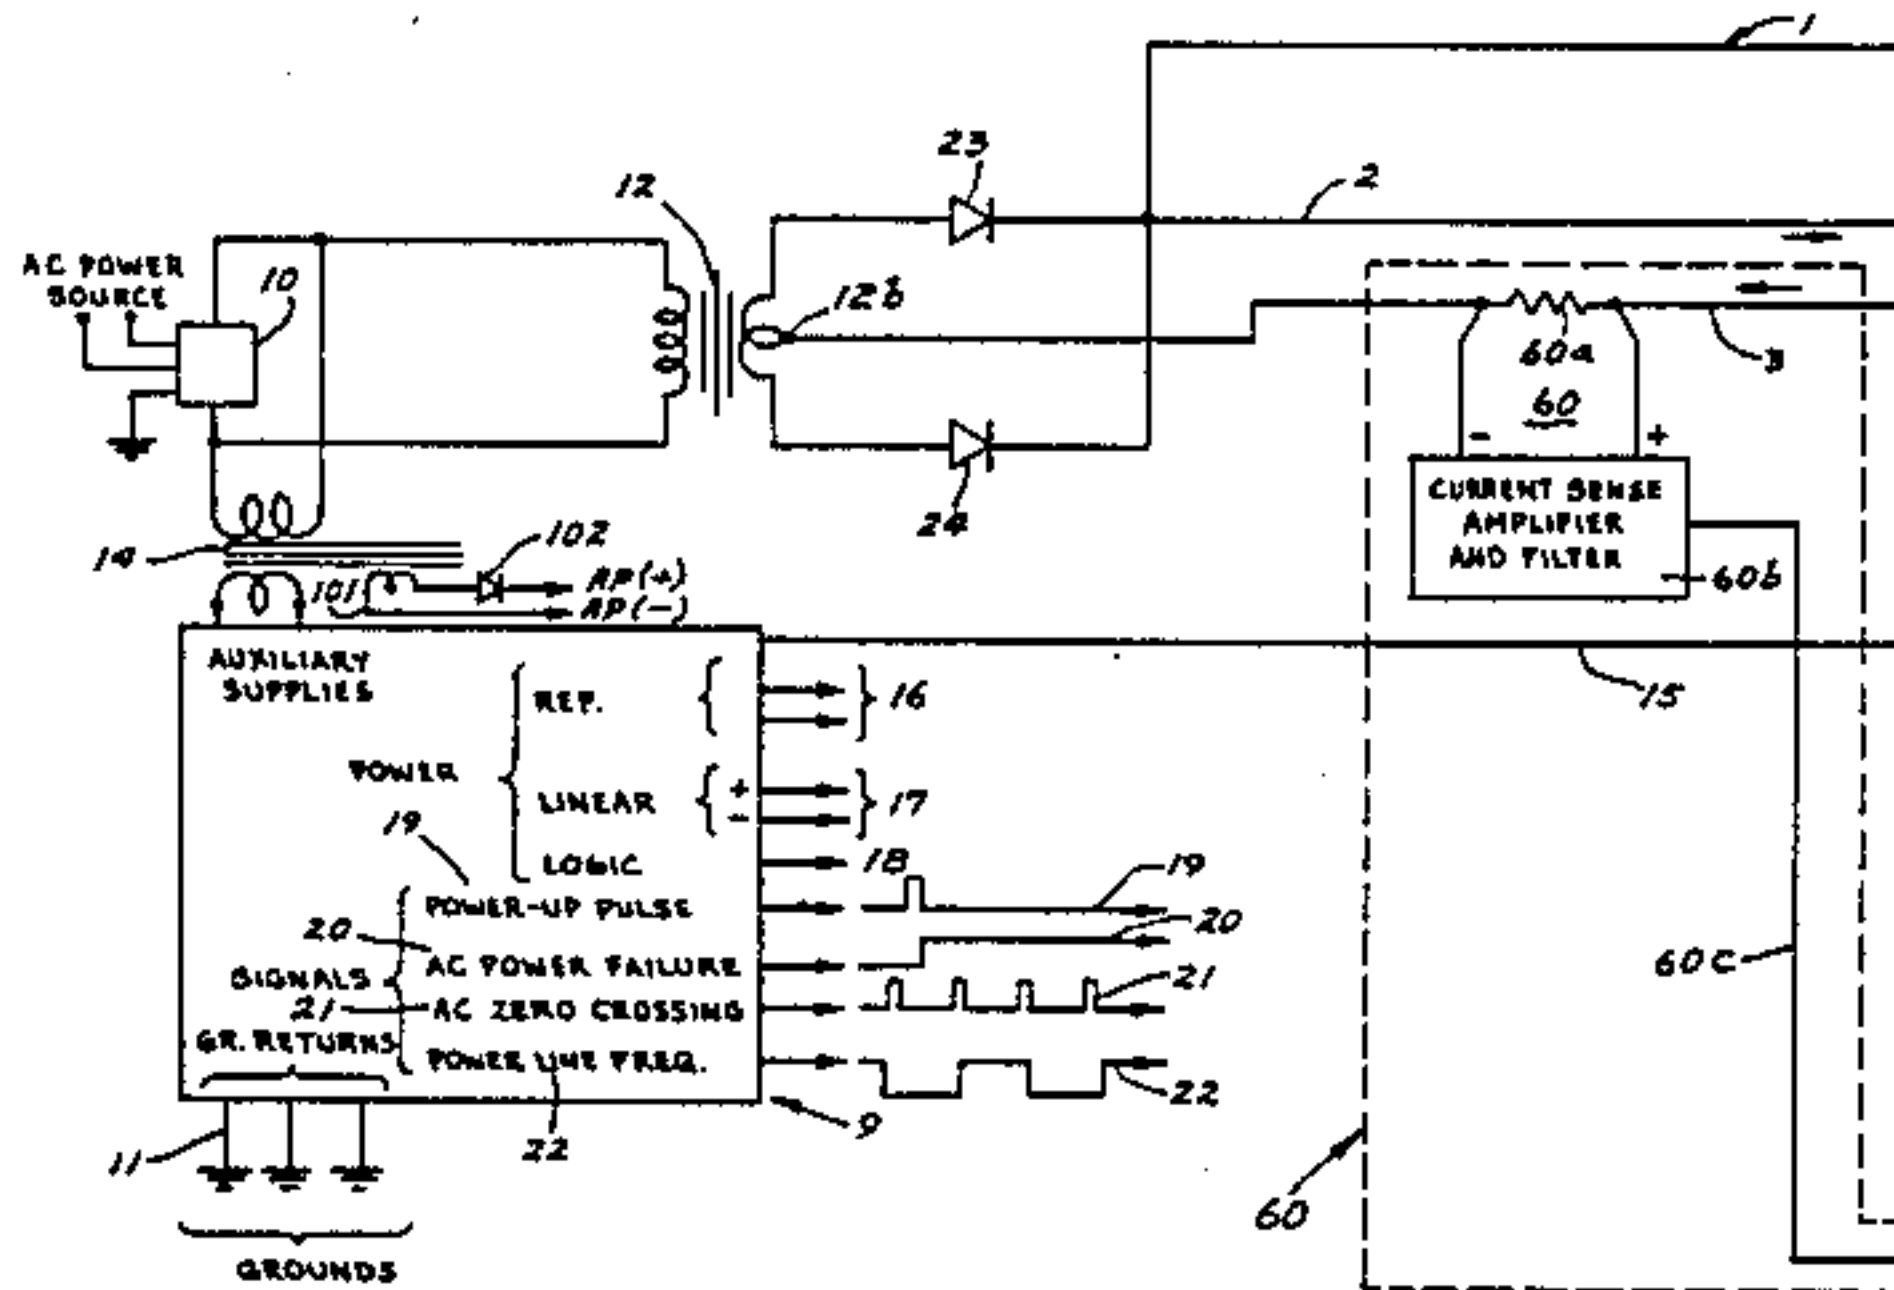 1
23
2
12
AC POWER
SOURCE
10
12b
60a
3
60
- +
CURRENT SENSE
AMPLIFIER
AND FILTER
60b
24
102
14
101
AP(+)
AP(-)
AUXILIARY
SUPPLIES
REF.
16
15
POWER
LINEAR
+
-
17
19
LOGIC
18
19
POWER-UP PULSE
20
20
AC POWER FAILURE
SIGNALS
21
21
AC ZERO CROSSING
60C
GR. RETURNS
POWER LINE FREQ.
22
9
22
11
60
GROUNDS